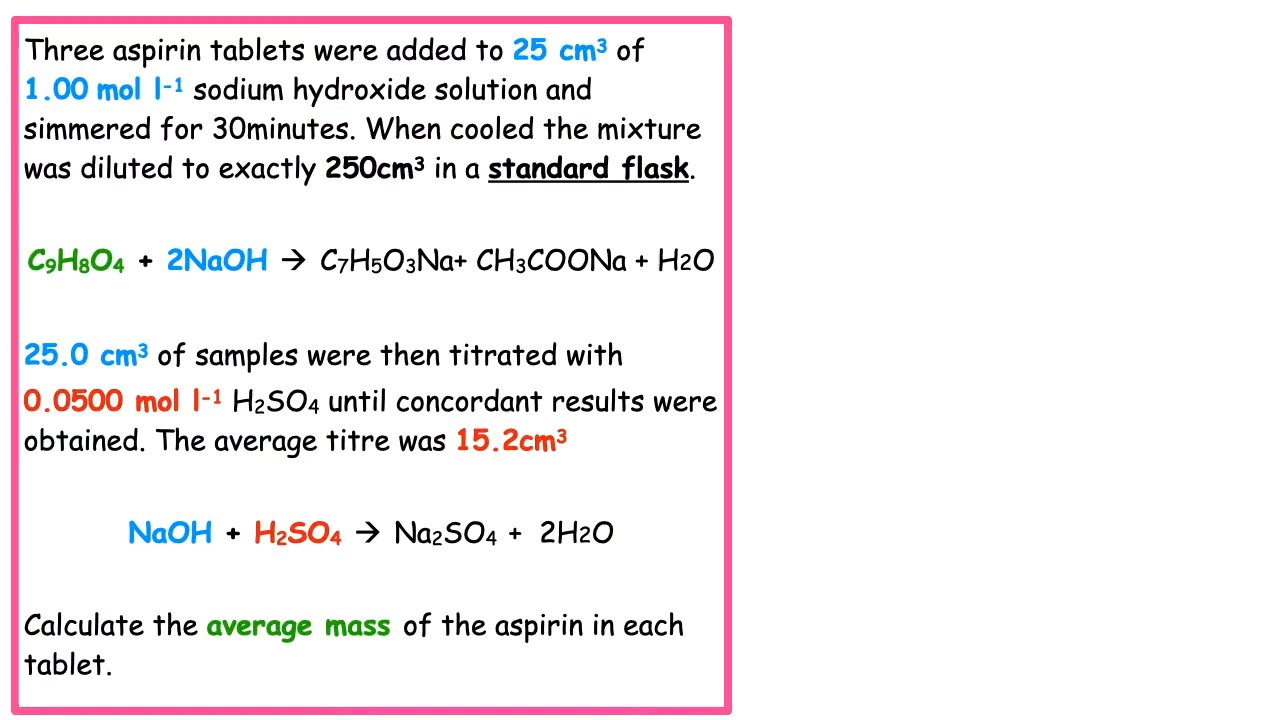 Three aspirin tablets were added to 25 cm³ of
1.00 mol l⁻¹ sodium hydroxide solution and
simmered for 30minutes. When cooled the mixture
was diluted to exactly 250cm³ in a standard flask.
C₉H₈O₄ + 2NaOH → C₇H₅O₃Na+ CH₃COONa + H2O
25.0 cm³ of samples were then titrated with
0.0500 mol l⁻¹ H₂SO₄ until concordant results were
obtained. The average titre was 15.2cm³
NaOH + H₂SO₄ → Na₂SO₄ + 2H2O
Calculate the average mass of the aspirin in each
tablet.